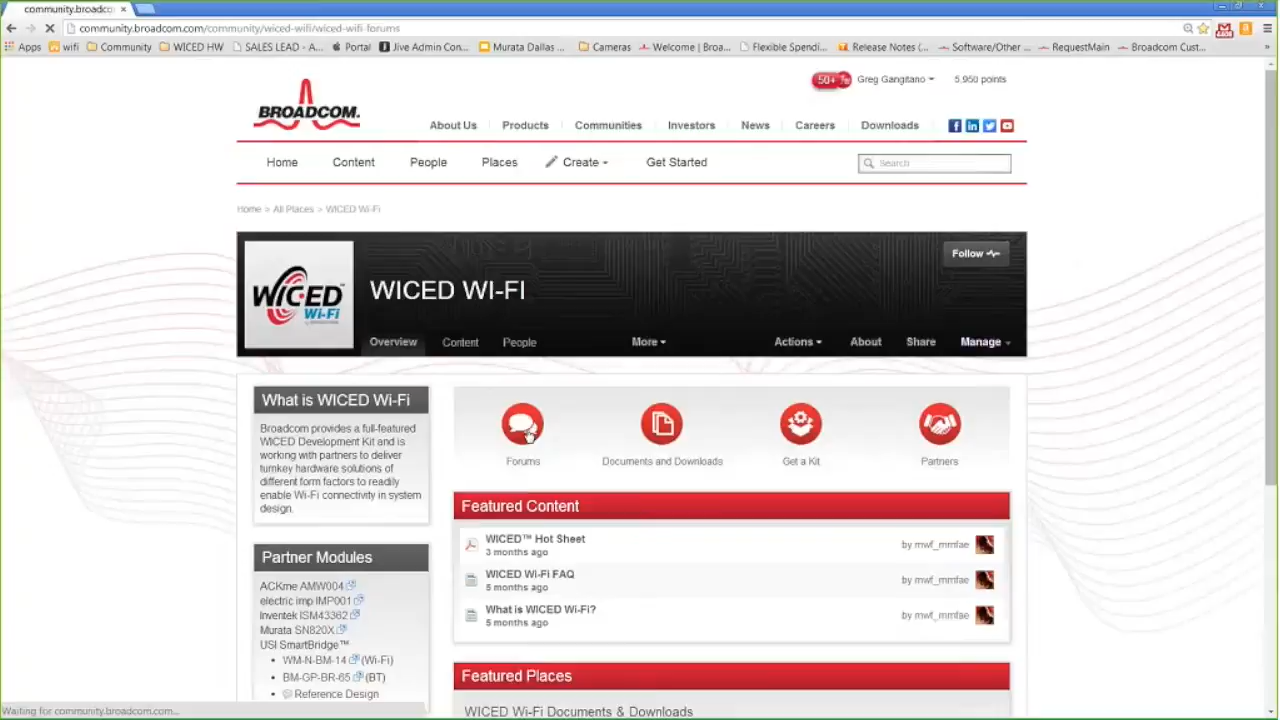 community.broadcom.co
community.broadcom.com/community/wiced-wifi/wiced-wifi-forums
Apps wifi Community WICED HW SALES LEAD - A... Portal Jive Admin Con... Murata Dallas ... Cameras Welcome | Broa... Flexible Spendi... Release Notes (... Software/Other ... RequestMain Broadcom Cust... »
50+ Greg Gangitano 5,950 points
BROADCOM.
About Us Products Communities Investors News Careers Downloads
Home Content People Places Create Get Started Search
Home > All Places > WICED Wi-Fi
Follow
WICED Wi-Fi
WICED WI-FI
Overview Content People More Actions About Share Manage
What is WICED Wi-Fi
Broadcom provides a full-featured
WICED Development Kit and is
working with partners to deliver
turnkey hardware solutions of
different form factors to readily
enable Wi-Fi connectivity in system
design.
Partner Modules
ACKme AMW004
electric imp IMP001
Inventek ISM43362
Murata SN820X
USI SmartBridge™
• WM-N-BM-14 (Wi-Fi)
• BM-GP-BR-65 (BT)
• Reference Design
Forums Documents and Downloads Get a Kit Partners
Featured Content
WICED™ Hot Sheet
3 months ago
by mwf_mmfae
WICED Wi-Fi FAQ
5 months ago
by mwf_mmfae
What is WICED Wi-Fi?
5 months ago
by mwf_mmfae
Featured Places
WICED Wi-Fi Documents & Downloads
Waiting for community.broadcom.com...